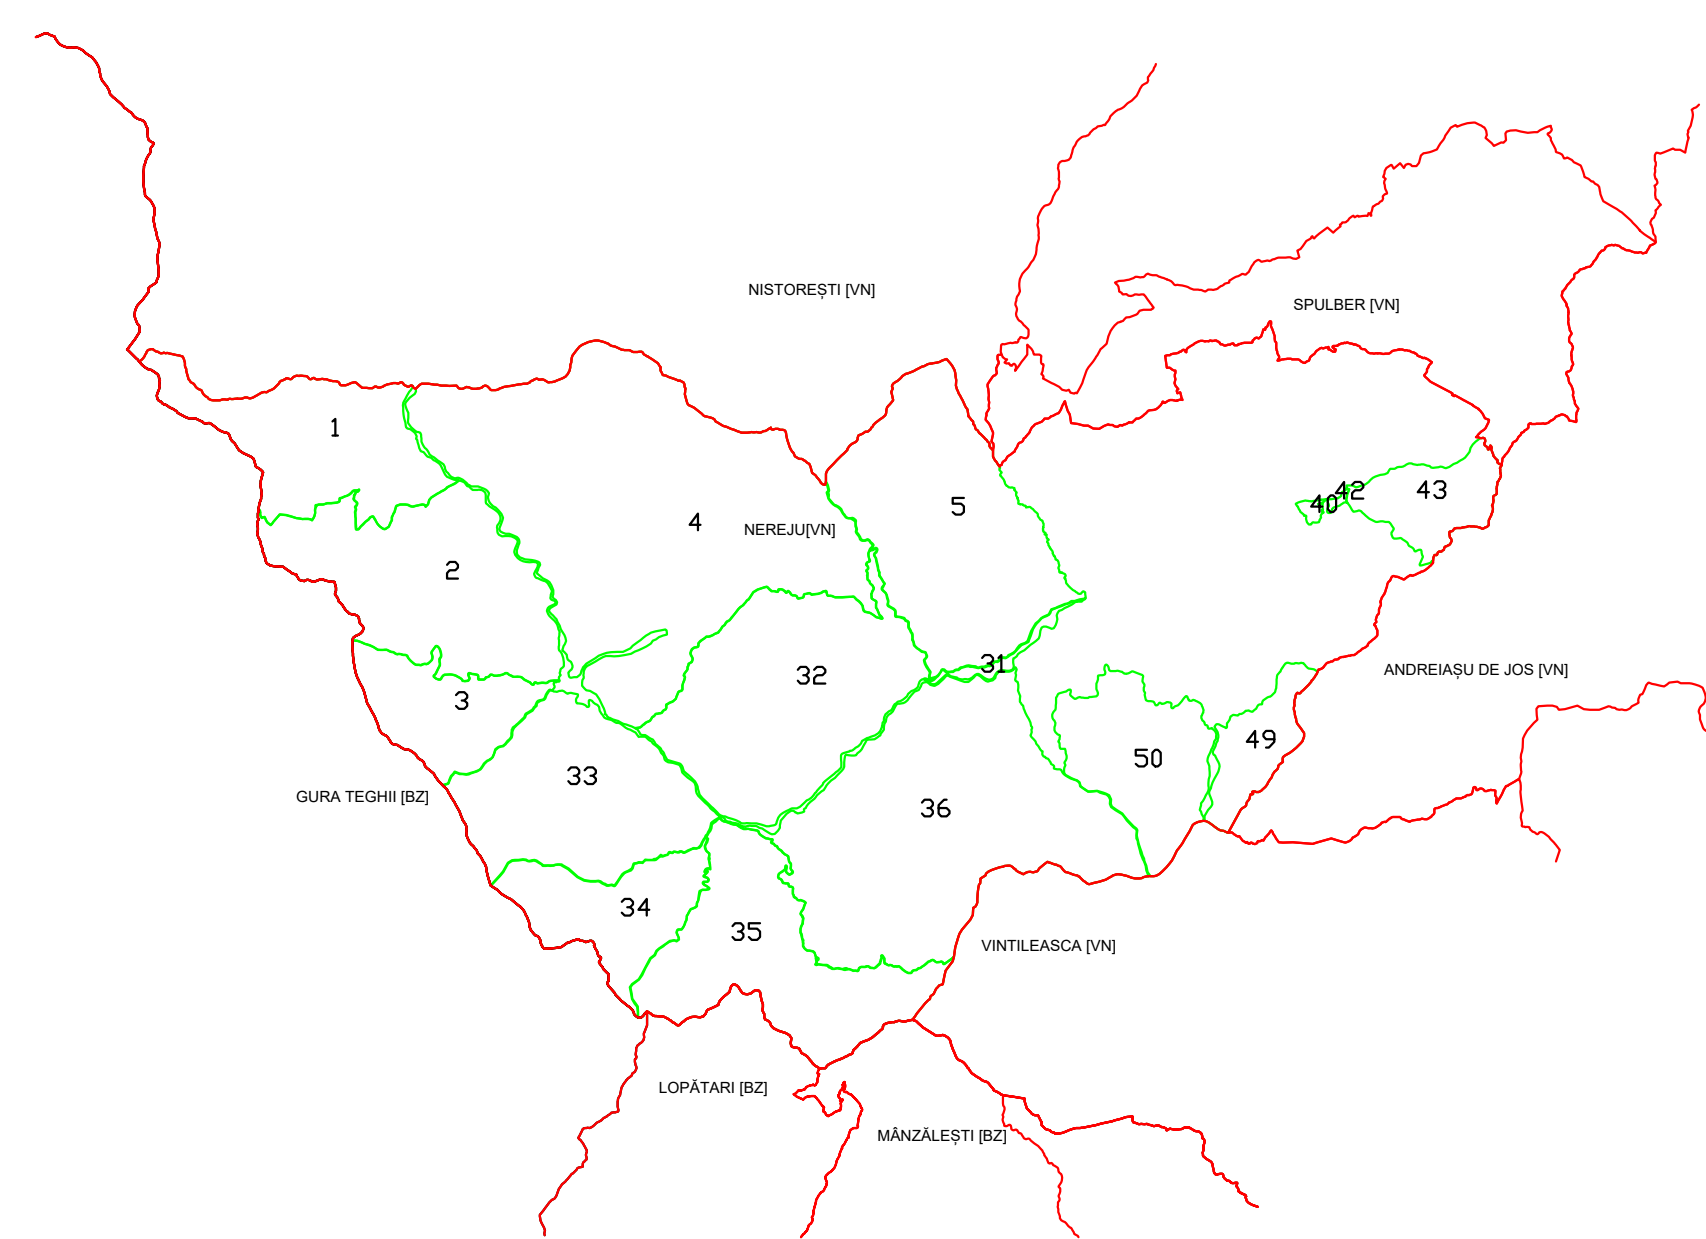 NISTOREȘTI [VN]
SPULBER [VN]
1
4
NEREJU[VN]
5
40
42
43
2
3
32
31
ANDREIAȘU DE JOS [VN]
33
GURA TEGHII [BZ]
36
50
49
34
35
VINTILEASCA [VN]
LOPĂTARI [BZ]
MÂNZĂLEȘTI [BZ]